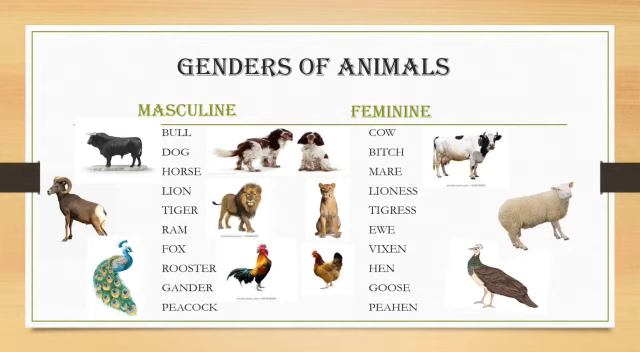 GENDERS OF ANIMALS
MASCULINE
FEMININE
BULL
DOG
HORSE
LION
TIGER
RAM
FOX
ROOSTER
GANDER
PEACOCK
COW
BITCH
MARE
LIONESS
TIGRESS
EWE
VIXEN
HEN
GOOSE
PEAHEN